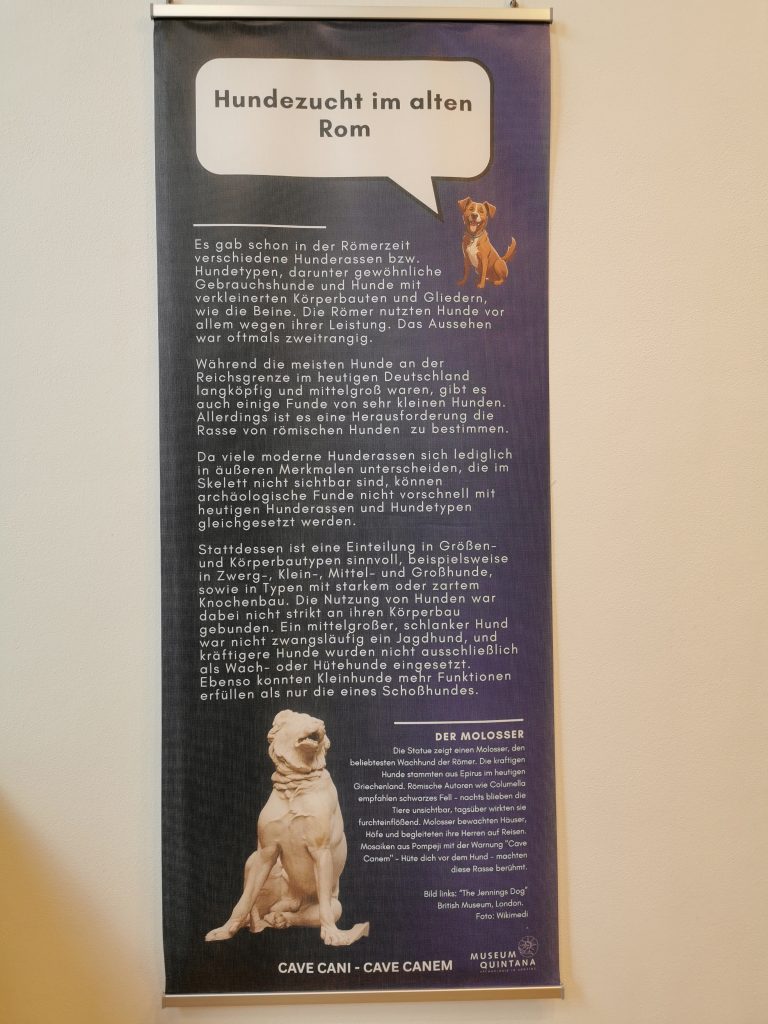 Hundezucht im alten
Rom
Es gab schon in der Römerzeit
verschiedene Hunderassen bzw.
Hundetypen, darunter gewöhnliche
Gebrauchshunde und Hunde mit
verkleinerten Körperbauten und Gliedern,
wie die Beine. Die Römer nutzten Hunde vor
allem wegen ihrer Leistung. Das Aussehen
war oftmals zweitrangig.
Während die meisten Hunde an der
Reichsgrenze im heutigen Deutschland
langköpfig und mittelgroß waren, gibt es
auch einige Funde von sehr kleinen Hunden.
Allerdings ist es eine Herausforderung die
Rasse von römischen Hunden zu bestimmen.
Da viele moderne Hunderassen sich lediglich
in äußeren Merkmalen unterscheiden, die im
Skelett nicht sichtbar sind, können
archäologische Funde nicht vorschnell mit
heutigen Hunderassen und Hundetypen
gleichgesetzt werden.
Stattdessen ist eine Einteilung in Größen-
und Körperbautypen sinnvoll, beispielsweise
in Zwerg-, Klein-, Mittel- und Großhunde,
sowie in Typen mit starkem oder zartem
Knochenbau. Die Nutzung von Hunden war
dabei nicht strikt an ihren Körperbau
gebunden. Ein mittelgroßer, schlanker Hund
war nicht zwangsläufig ein Jagdhund, und
kräftigere Hunde wurden nicht ausschließlich
als Wach- oder Hütehunde eingesetzt.
Ebenso konnten Kleinhunde mehr Funktionen
erfüllen als nur die eines Schoßhundes.
DER MOLOSSER
Die Statue zeigt einen Molosser, den
beliebtesten Wachhund der Römer. Die kräftigen
Hunde stammten aus Epirus im heutigen
Griechenland. Römische Autoren wie Columella
empfahlen schwarzes Fell - nachts blieben die
Tiere unsichtbar, tagsüber wirkten sie
furchteinflößend. Molosser bewachten Häuser,
Höfe und begleiteten ihre Herren auf Reisen.
Mosaiken aus Pompeji mit der Warnung "Cave
Canem" - Hüte dich vor dem Hund - machten
diese Rasse berühmt.
Bild links: "The Jennings Dog"
British Museum, London.
Foto: Wikimedi
CAVE CANI - CAVE CANEM
MUSEUM
QUINTANA